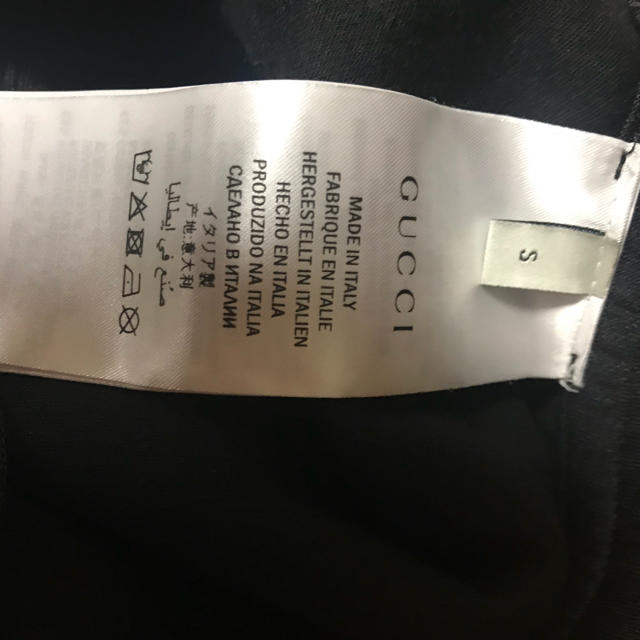 S
GUCCI
MADE IN ITALY
FABRIQUE EN ITALIE
HERGESTELLT IN ITALIEN
HECHO EN ITALIA
PRODUZIDO NA ITALIA
СДЕЛАНО В ИТАЛИИ
イタリア製
产地:意大利
صنع في إيطاليا